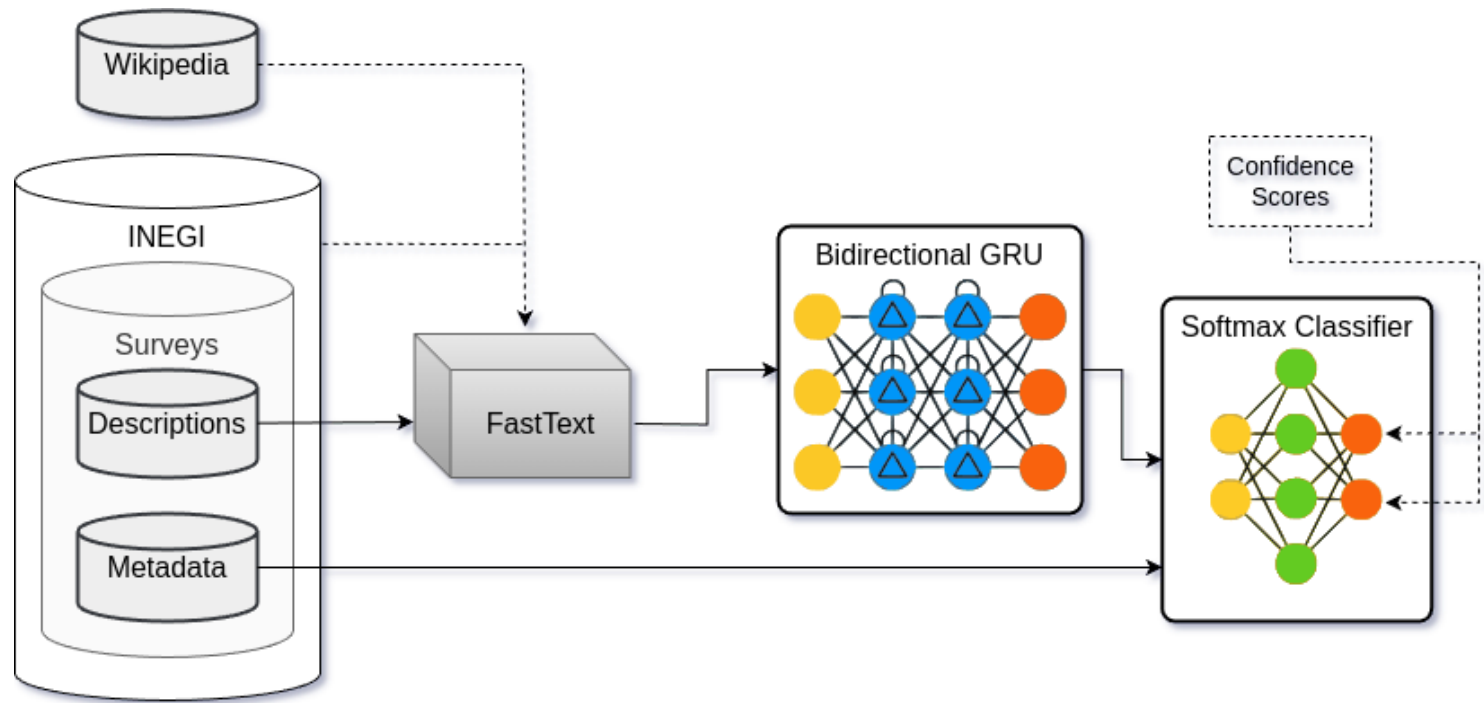 Wikipedia
INEGI
Surveys
Descriptions
Metadata
FastText
Bidirectional GRU
Confidence
Scores
Softmax Classifier